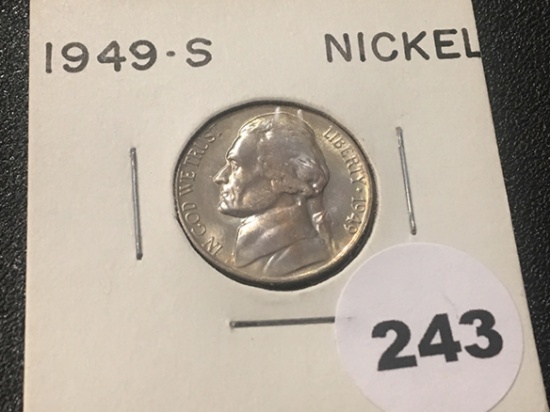 1949-S NICKEL
IN GOD WE TRUST
LIBERTY · 1949
243